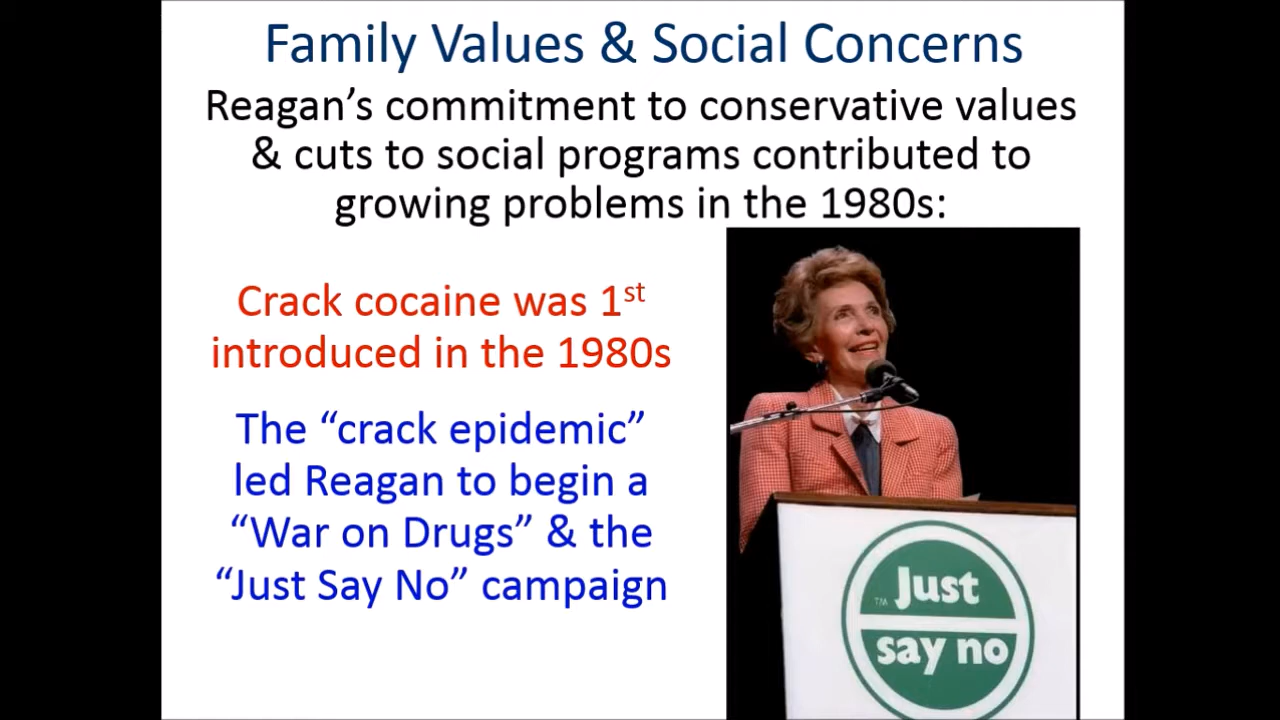 Family Values & Social Concerns
Reagan’s commitment to conservative values
& cuts to social programs contributed to
growing problems in the 1980s:
Crack cocaine was 1st
introduced in the 1980s
The “crack epidemic”
led Reagan to begin a
“War on Drugs” & the
“Just Say No” campaign
Just
TM
say no